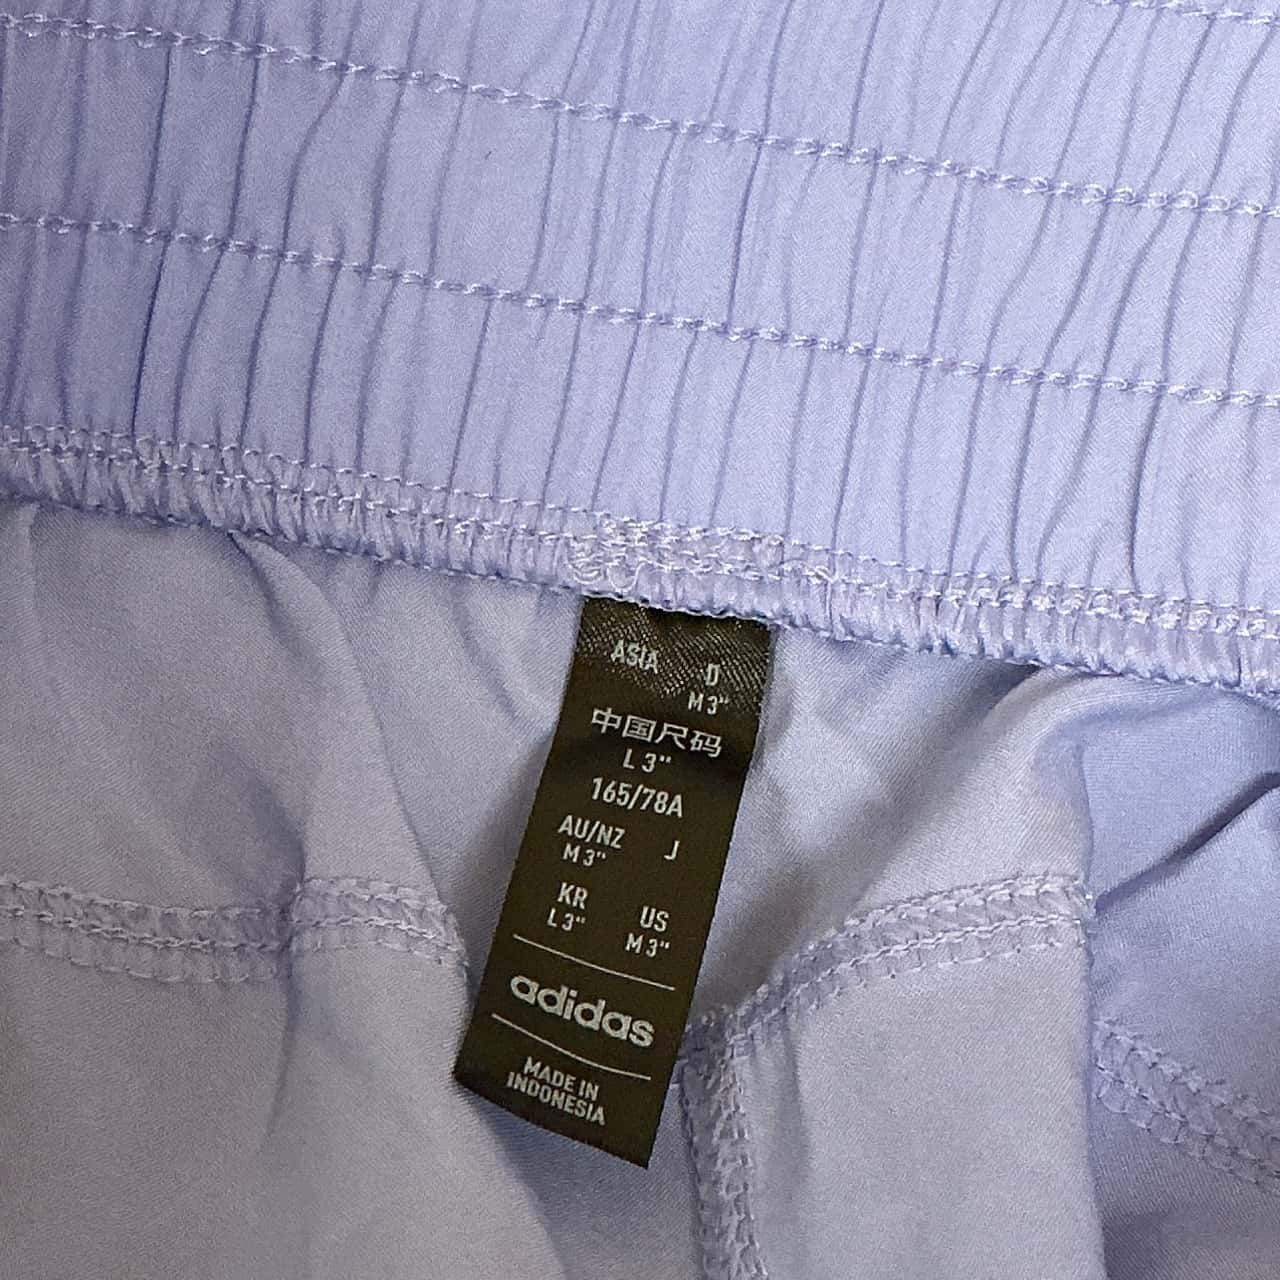 ASIA D
M 3"
中国尺码
L 3"
165/78A
AU/NZ J
M 3"
KR US
L 3" M 3"
adidas
MADE IN
INDONESIA